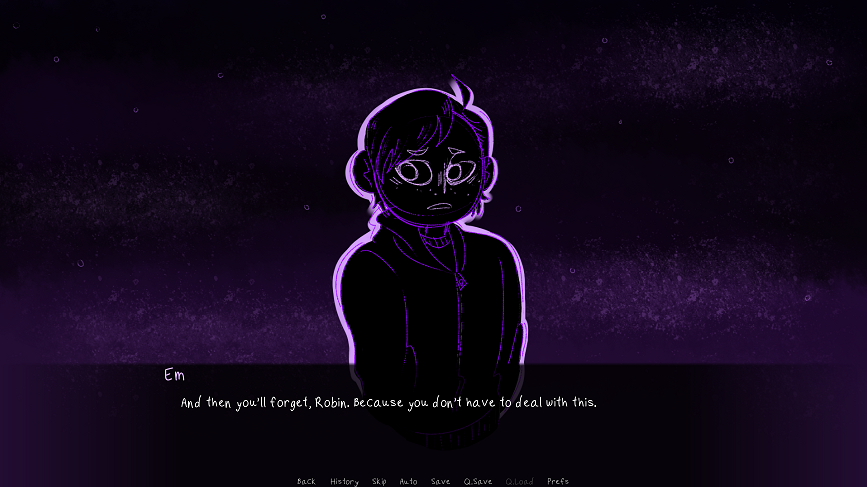 Em
And then you'll forget, Robin. Because you don't have to deal with this.
Back History Skip Auto Save Q.Save Q.Load Prefs